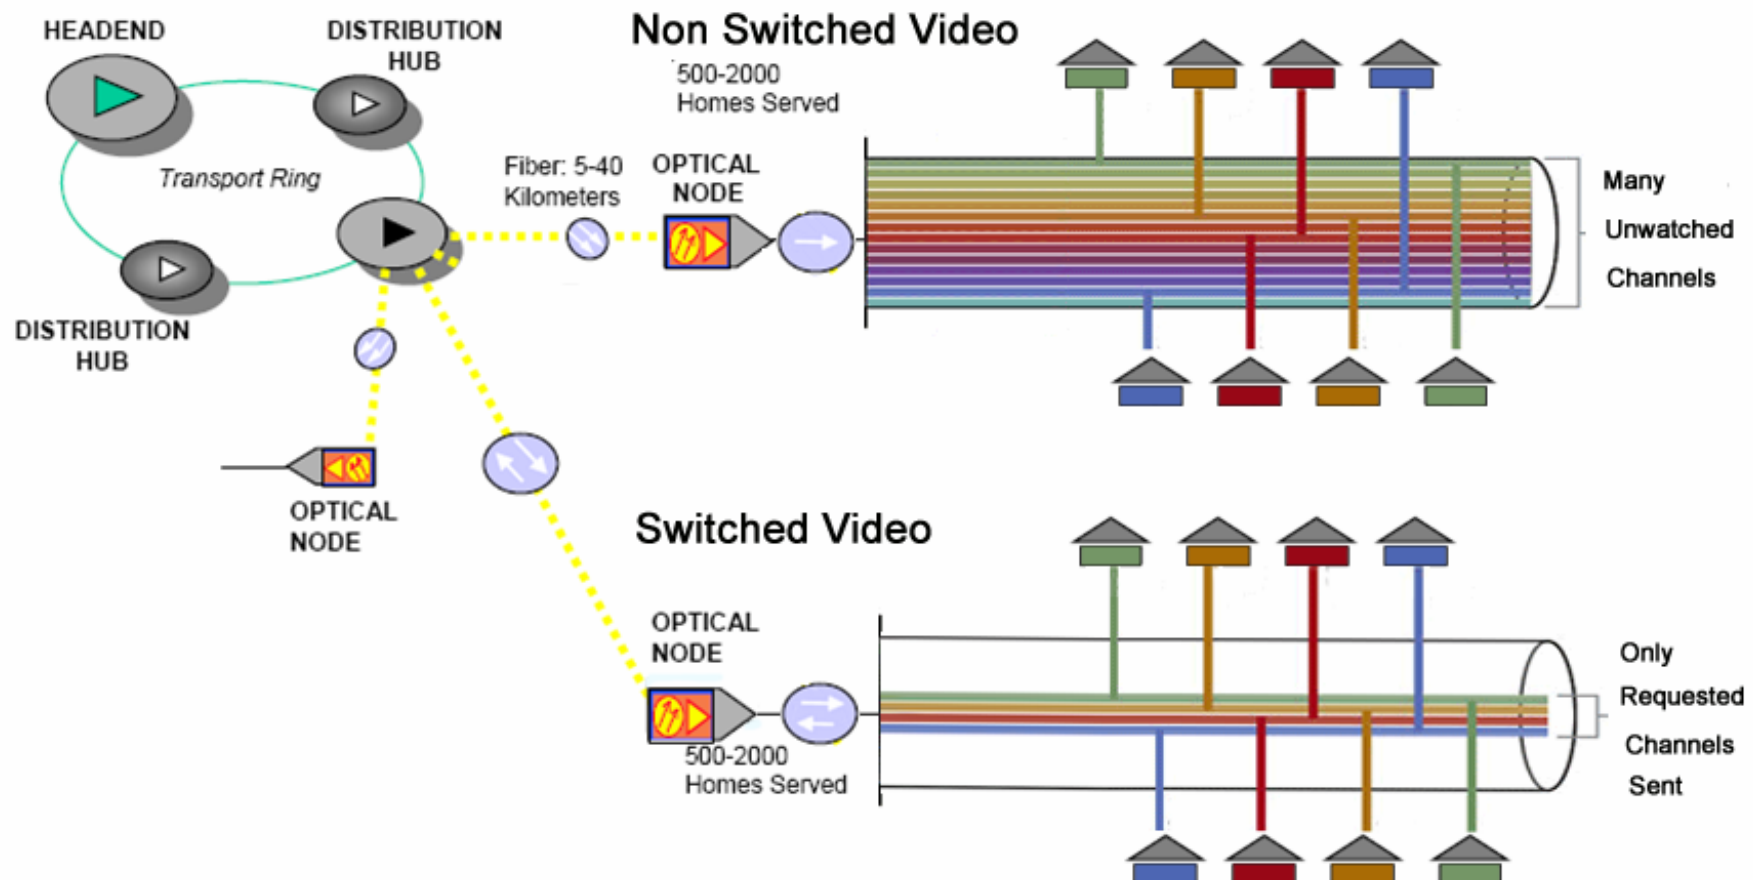 HEADEND
DISTRIBUTION
HUB
Non Switched Video
500-2000
Homes Served
Transport Ring
Fiber: 5-40
Kilometers
OPTICAL
NODE
Many
Unwatched
Channels
DISTRIBUTION
HUB
OPTICAL
NODE
Switched Video
OPTICAL
NODE
500-2000
Homes Served
Only
Requested
Channels
Sent